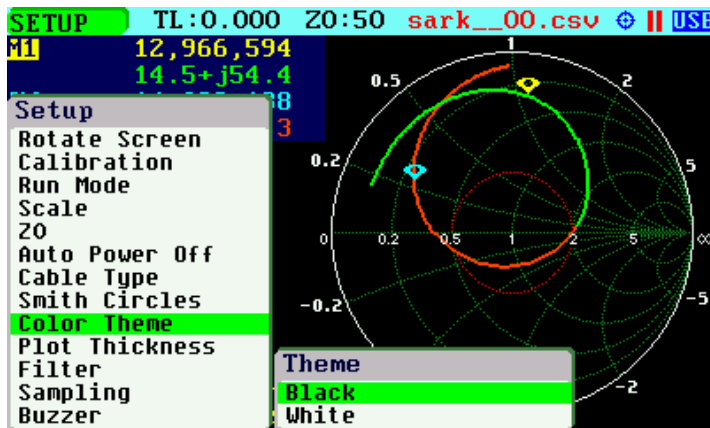 SETUP TL:0.000 Z0:50 sark__00.csv USB
M1 12,966,594
14.5+j54.4
8
3
Setup
Rotate Screen
Calibration
Run Mode
Scale
Z0
Auto Power Off
Cable Type
Smith Circles
Color Theme
Plot Thickness
Filter
Sampling
Buzzer
Theme
Black
White
1
0.5 2
0.2 5
0 0.2 0.5 1 2 5 ∞
-0.2 -5
-2